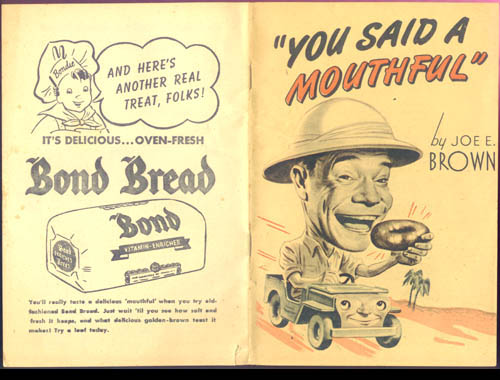 Bondie
AND HERE'S
ANOTHER REAL
TREAT, FOLKS!
IT'S DELICIOUS...OVEN-FRESH
Bond Bread
Bond
VITAMIN-ENRICHED
Bond
Bread
You'll really taste a delicious 'mouthful' when you try old-
fashioned Bond Bread. Just wait 'til you see how soft and
fresh it keeps, and what delicious golden-brown toast it
makes! Try a loaf today.
"YOU SAID A
MOUTHFUL"
by JOE E.
BROWN